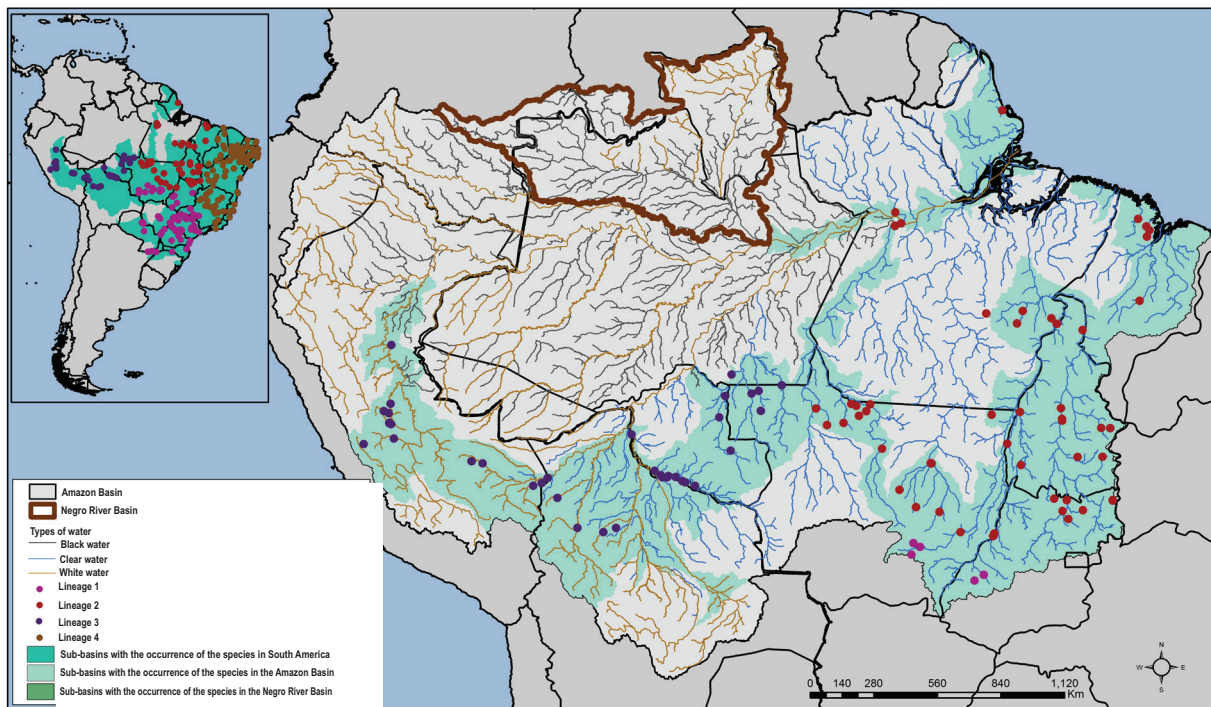 Amazon Basin
Negro River Basin
Types of water
Black water
Clear water
White water
Lineage 1
Lineage 2
Lineage 3
Lineage 4
Sub-basins with the occurrence of the species in South America
Sub-basins with the occurrence of the species in the Amazon Basin
Sub-basins with the occurrence of the species in the Negro River Basin
N
W E
S
0 140 280 560 840 1,120
Km